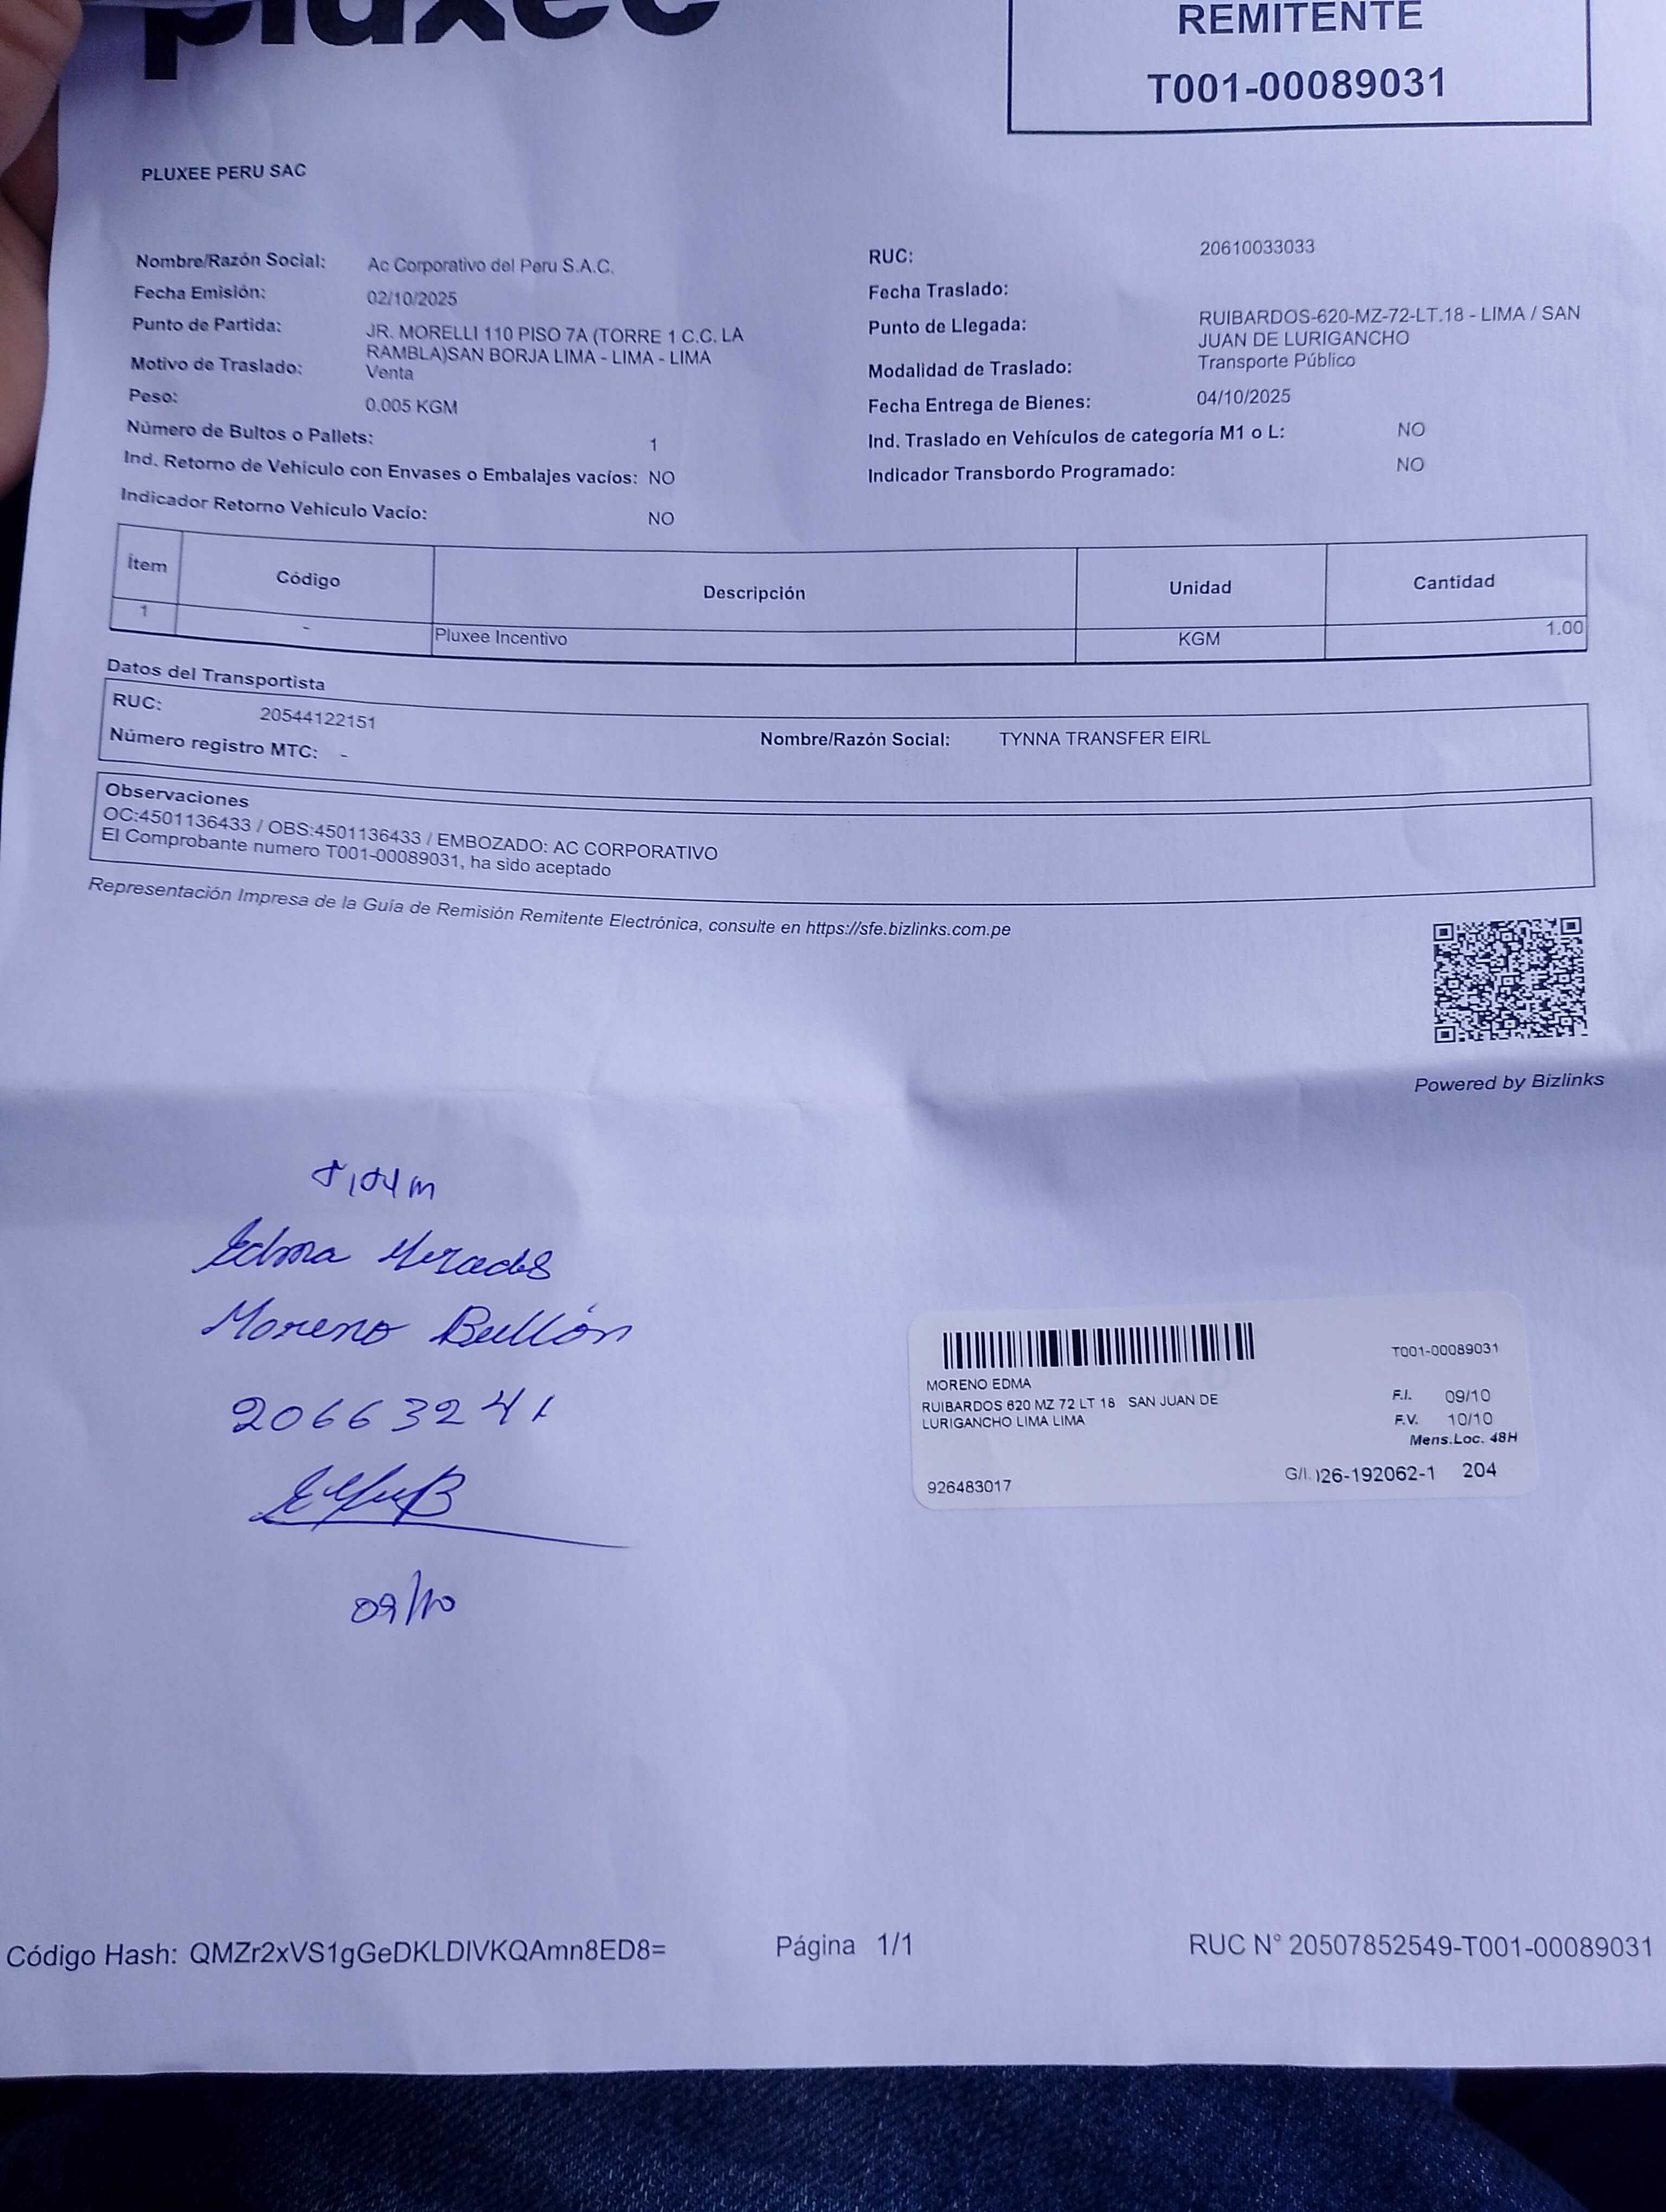 pluxee
REMITENTE
T001-00089031
PLUXEE PERU SAC
Nombre/Razón Social: Ac Corporativo del Peru S.A.C.
RUC: 20610033033
Fecha Emisión: 02/10/2025
Fecha Traslado:
Punto de Partida: JR. MORELLI 110 PISO 7A (TORRE 1 C.C. LA
RAMBLA)SAN BORJA LIMA - LIMA - LIMA
Punto de Llegada: RUIBARDOS-620-MZ-72-LT.18 - LIMA / SAN
JUAN DE LURIGANCHO
Motivo de Traslado: Venta
Modalidad de Traslado: Transporte Público
Peso: 0.005 KGM
Fecha Entrega de Bienes: 04/10/2025
Número de Bultos o Pallets: 1
Ind. Traslado en Vehículos de categoría M1 o L: NO
Ind. Retorno de Vehículo con Envases o Embalajes vacíos: NO
Indicador Transbordo Programado: NO
Indicador Retorno Vehículo Vacío: NO
Ítem Código Descripción Unidad Cantidad
1 - Pluxee Incentivo KGM 1.00
Datos del Transportista
RUC: 20544122151
Nombre/Razón Social: TYNNA TRANSFER EIRL
Número registro MTC: -
Observaciones
OC:4501136433 / OBS:4501136433 / EMBOZADO: AC CORPORATIVO
El Comprobante numero T001-00089031, ha sido aceptado
Representación Impresa de la Guía de Remisión Remitente Electrónica, consulte en https://sfe.bizlinks.com.pe
Powered by Bizlinks
Edma
Moreno Bullón
20663241
09/10
T001-00089031
MORENO EDMA
RUIBARDOS 620 MZ 72 LT 18 SAN JUAN DE
LURIGANCHO LIMA LIMA
F.I. 09/10
F.V. 10/10
Mens.Loc. 48H
926483017
G/I. 026-192062-1 204
Código Hash: QMZr2xVS1gGeDKLDIVKQAmn8ED8=
Página 1/1
RUC N° 20507852549-T001-00089031